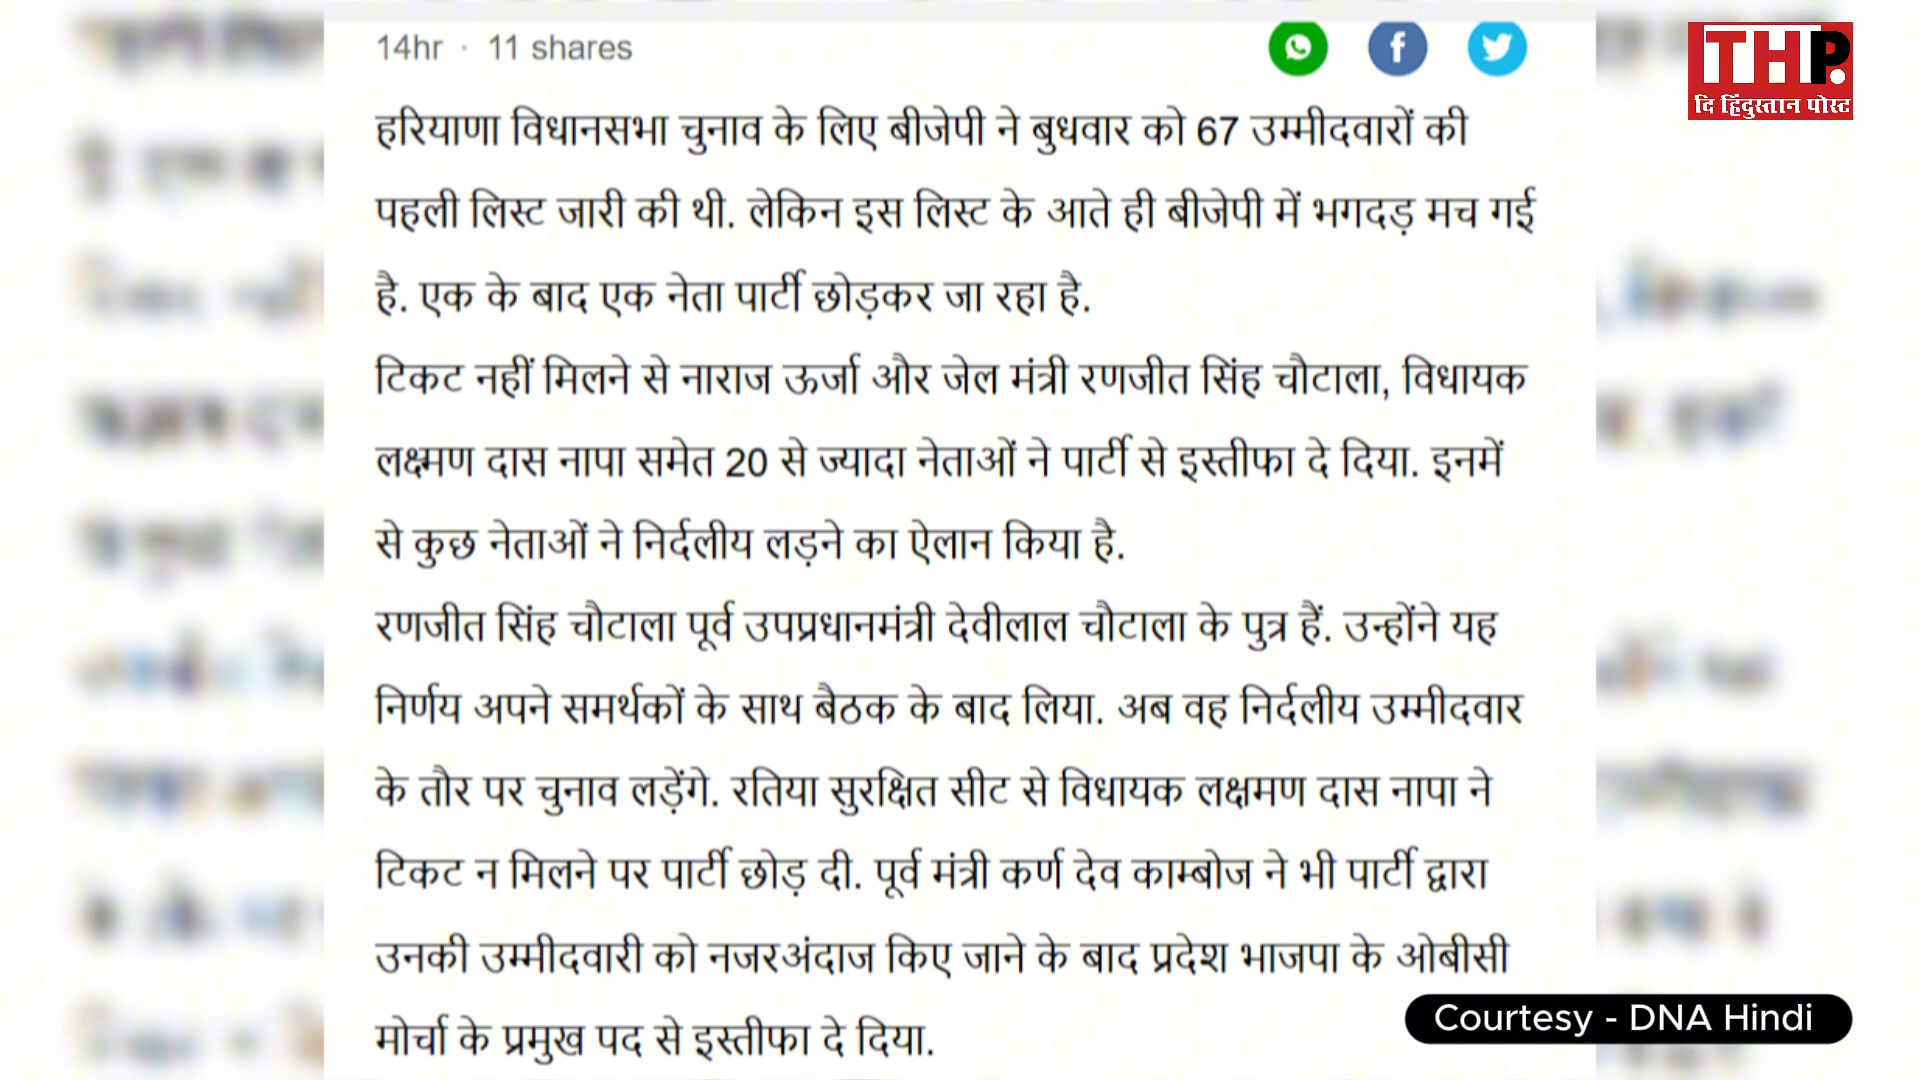 14hr · 11 shares
THP.
दि हिंदुस्तान पोस्ट
हरियाणा विधानसभा चुनाव के लिए बीजेपी ने बुधवार को 67 उम्मीदवारों की
पहली लिस्ट जारी की थी. लेकिन इस लिस्ट के आते ही बीजेपी में भगदड़ मच गई
है. एक के बाद एक नेता पार्टी छोड़कर जा रहा है.
टिकट नहीं मिलने से नाराज ऊर्जा और जेल मंत्री रणजीत सिंह चौटाला, विधायक
लक्ष्मण दास नापा समेत 20 से ज्यादा नेताओं ने पार्टी से इस्तीफा दे दिया. इनमें
से कुछ नेताओं ने निर्दलीय लड़ने का ऐलान किया है.
रणजीत सिंह चौटाला पूर्व उपप्रधानमंत्री देवीलाल चौटाला के पुत्र हैं. उन्होंने यह
निर्णय अपने समर्थकों के साथ बैठक के बाद लिया. अब वह निर्दलीय उम्मीदवार
के तौर पर चुनाव लड़ेंगे. रतिया सुरक्षित सीट से विधायक लक्षमण दास नापा ने
टिकट न मिलने पर पार्टी छोड़ दी. पूर्व मंत्री कर्ण देव काम्बोज ने भी पार्टी द्वारा
उनकी उम्मीदवारी को नजरअंदाज किए जाने के बाद प्रदेश भाजपा के ओबीसी
मोर्चा के प्रमुख पद से इस्तीफा दे दिया.
Courtesy - DNA Hindi